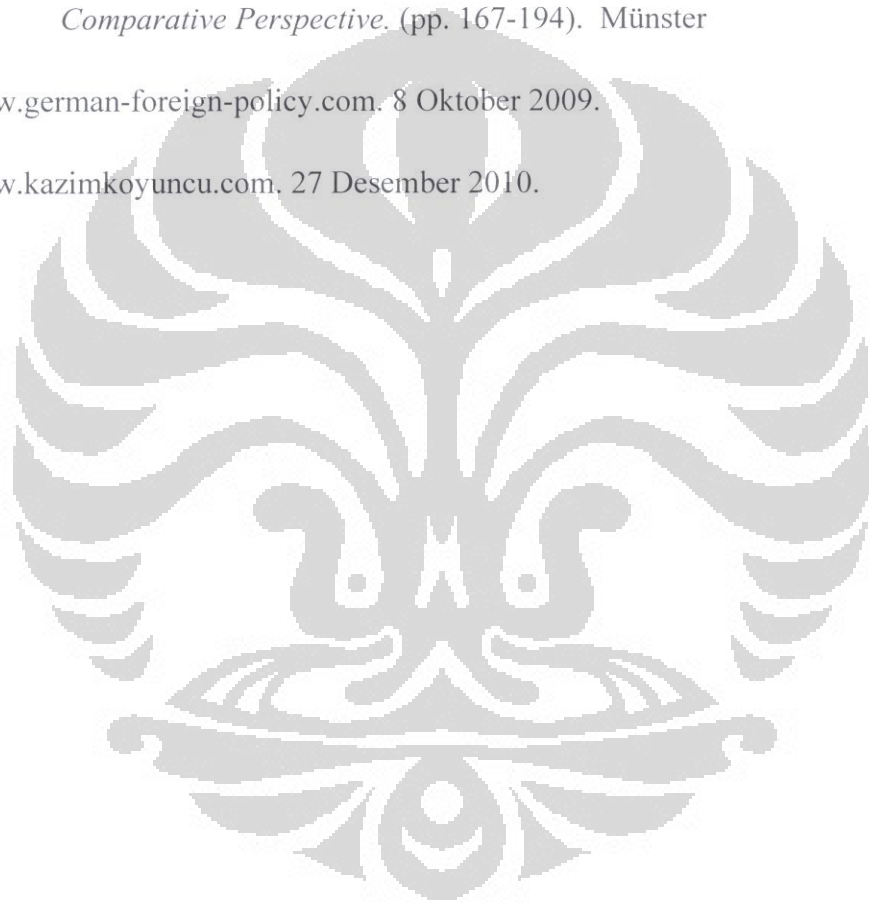 Comparative Perspective. (pp. 167-194). Münster
w.german-foreign-policy.com. 8 Oktober 2009.
w.kazimkoyuncu.com. 27 Desember 2010.